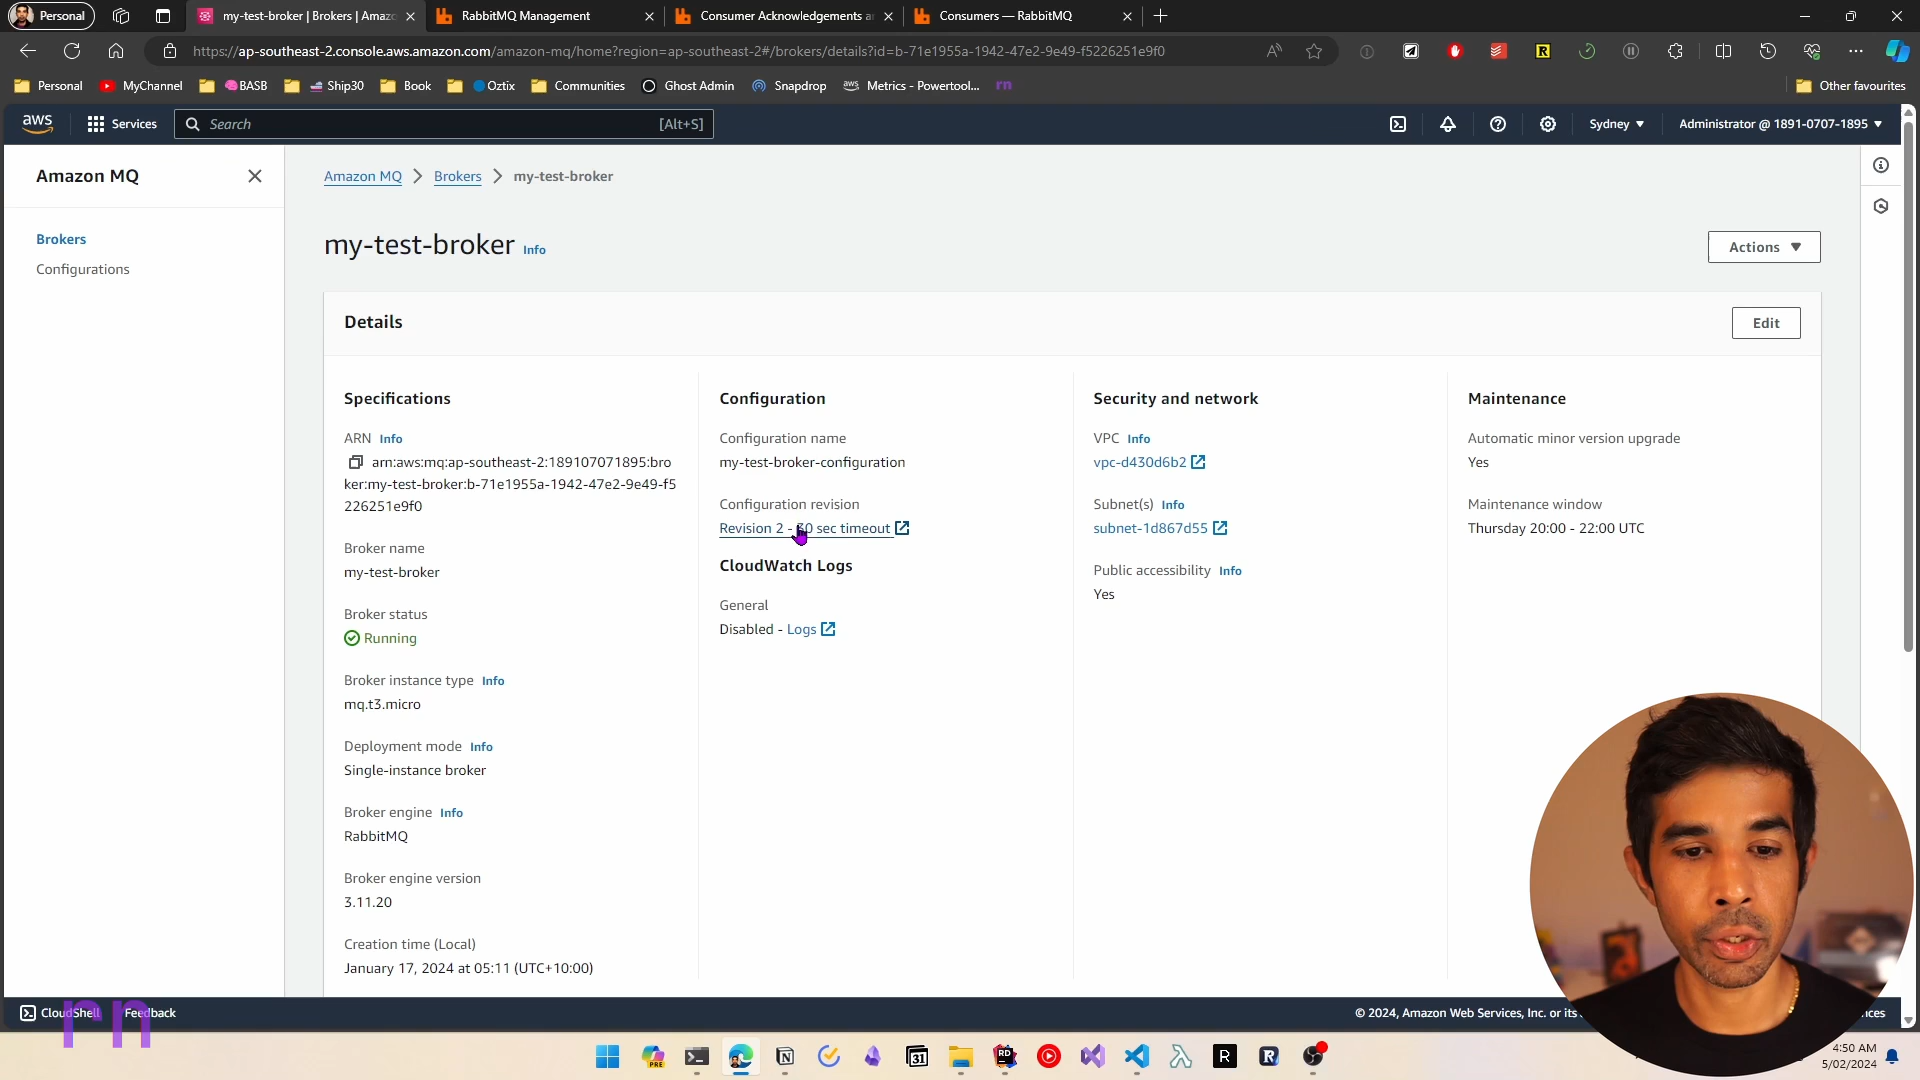 Personal
my-test-broker | Brokers | Amazo
RabbitMQ Management
Consumer Acknowledgements a
Consumers — RabbitMQ
https://ap-southeast-2.console.aws.amazon.com/amazon-mq/home?region=ap-southeast-2#/brokers/details?id=b-71e1955a-1942-47e2-9e49-f5226251e9f0
Personal
MyChannel
BASB
Ship30
Book
Oztix
Communities
Ghost Admin
Snapdrop
aws Metrics - Powertool...
rn
Other favourites
aws
Services
Search
[Alt+S]
Sydney
Administrator @ 1891-0707-1895
Amazon MQ
Brokers
Configurations
Amazon MQ > Brokers > my-test-broker
my-test-broker Info
Actions
Details
Edit
Specifications
ARN Info
arn:aws:mq:ap-southeast-2:189107071895:bro
ker:my-test-broker:b-71e1955a-1942-47e2-9e49-f5
226251e9f0
Broker name
my-test-broker
Broker status
Running
Broker instance type Info
mq.t3.micro
Deployment mode Info
Single-instance broker
Broker engine Info
RabbitMQ
Broker engine version
3.11.20
Creation time (Local)
January 17, 2024 at 05:11 (UTC+10:00)
Configuration
Configuration name
my-test-broker-configuration
Configuration revision
Revision 2 - 30 sec timeout
CloudWatch Logs
General
Disabled - Logs
Security and network
VPC Info
vpc-d430d6b2
Subnet(s) Info
subnet-1d867d55
Public accessibility Info
Yes
Maintenance
Automatic minor version upgrade
Yes
Maintenance window
Thursday 20:00 - 22:00 UTC
CloudShell
Feedback
rn
© 2024, Amazon Web Services, Inc. or its
PRE
31
RD
R
R
4:50 AM
5/02/2024